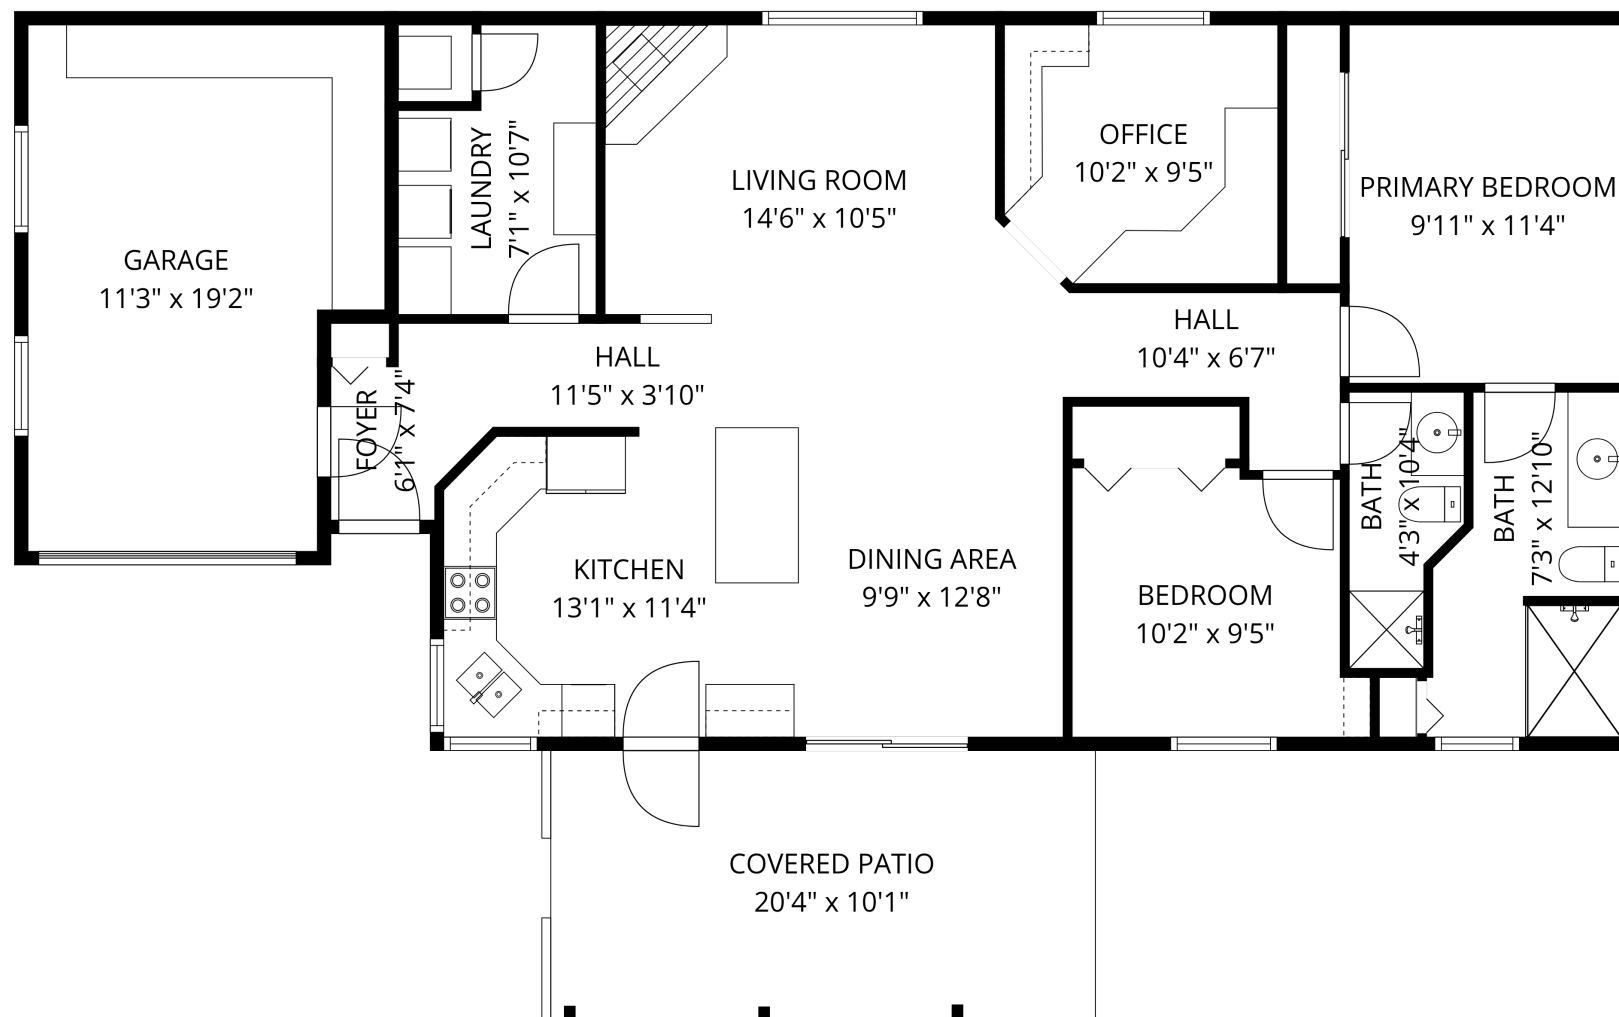 GARAGE
11'3" x 19'2"
LAUNDRY
7'1" x 10'7"
LIVING ROOM
14'6" x 10'5"
OFFICE
10'2" x 9'5"
PRIMARY BEDROOM
9'11" x 11'4"
FOYER
6'1" x 7'4"
HALL
11'5" x 3'10"
HALL
10'4" x 6'7"
BATH
4'3" x 10'4"
BATH
7'3" x 12'10"
KITCHEN
13'1" x 11'4"
DINING AREA
9'9" x 12'8"
BEDROOM
10'2" x 9'5"
COVERED PATIO
20'4" x 10'1"